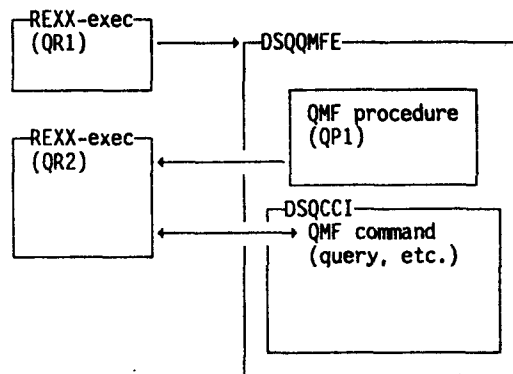 REXX-exec
(QR1)
DSQQMFE
QMF procedure
(QP1)
REXX-exec
(QR2)
DSQCCI
QMF command
(query, etc.)